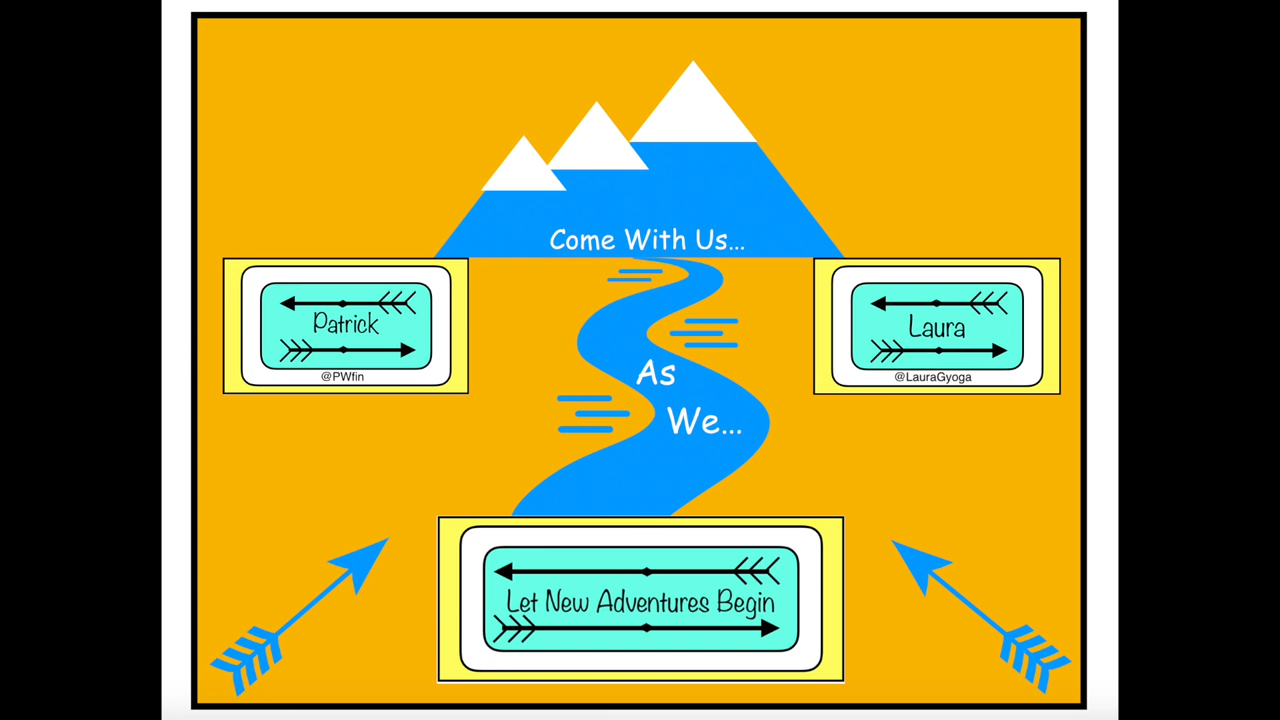 Come With Us...
Patrick
@PWfin
Laura
@LauraGyoga
As
We...
Let New Adventures Begin